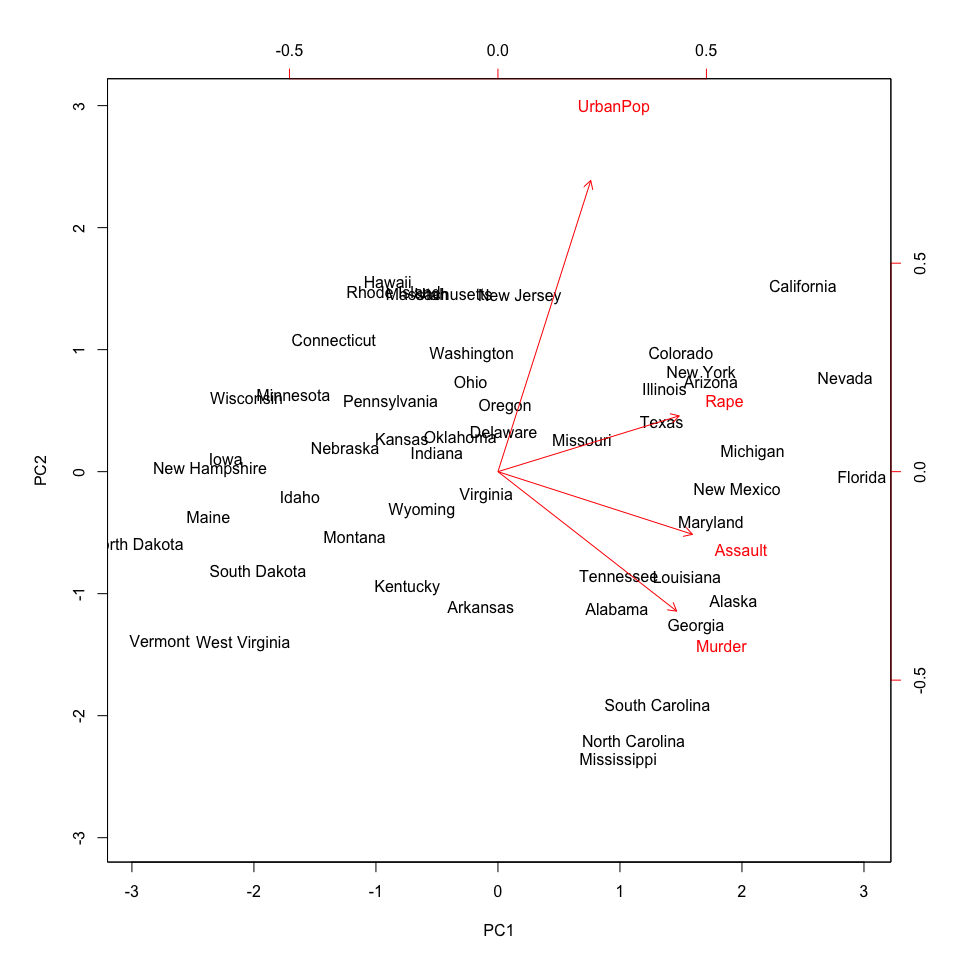 -0.5 0.0 0.5
3
UrbanPop
2
0.5
Hawaii
California
Rhode Island
Massachusetts
New Jersey
Connecticut
1
Washington
Colorado
New York
Nevada
Ohio
Arizona
Illinois
Minnesota
Wisconsin
Pennsylvania
Rape
Oregon
Texas
Delaware
Oklahoma
Kansas
Missouri
Nebraska
Indiana
Michigan
Iowa
New Hampshire
PC2
0
0.0
Florida
New Mexico
Virginia
Idaho
Wyoming
Maine
Maryland
Montana
rth Dakota
Assault
South Dakota
Tennessee
Louisiana
Kentucky
-1
Alaska
Arkansas
Alabama
Georgia
Vermont
West Virginia
Murder
-0.5
South Carolina
-2
North Carolina
Mississippi
-3
-3 -2 -1 0 1 2 3
PC1